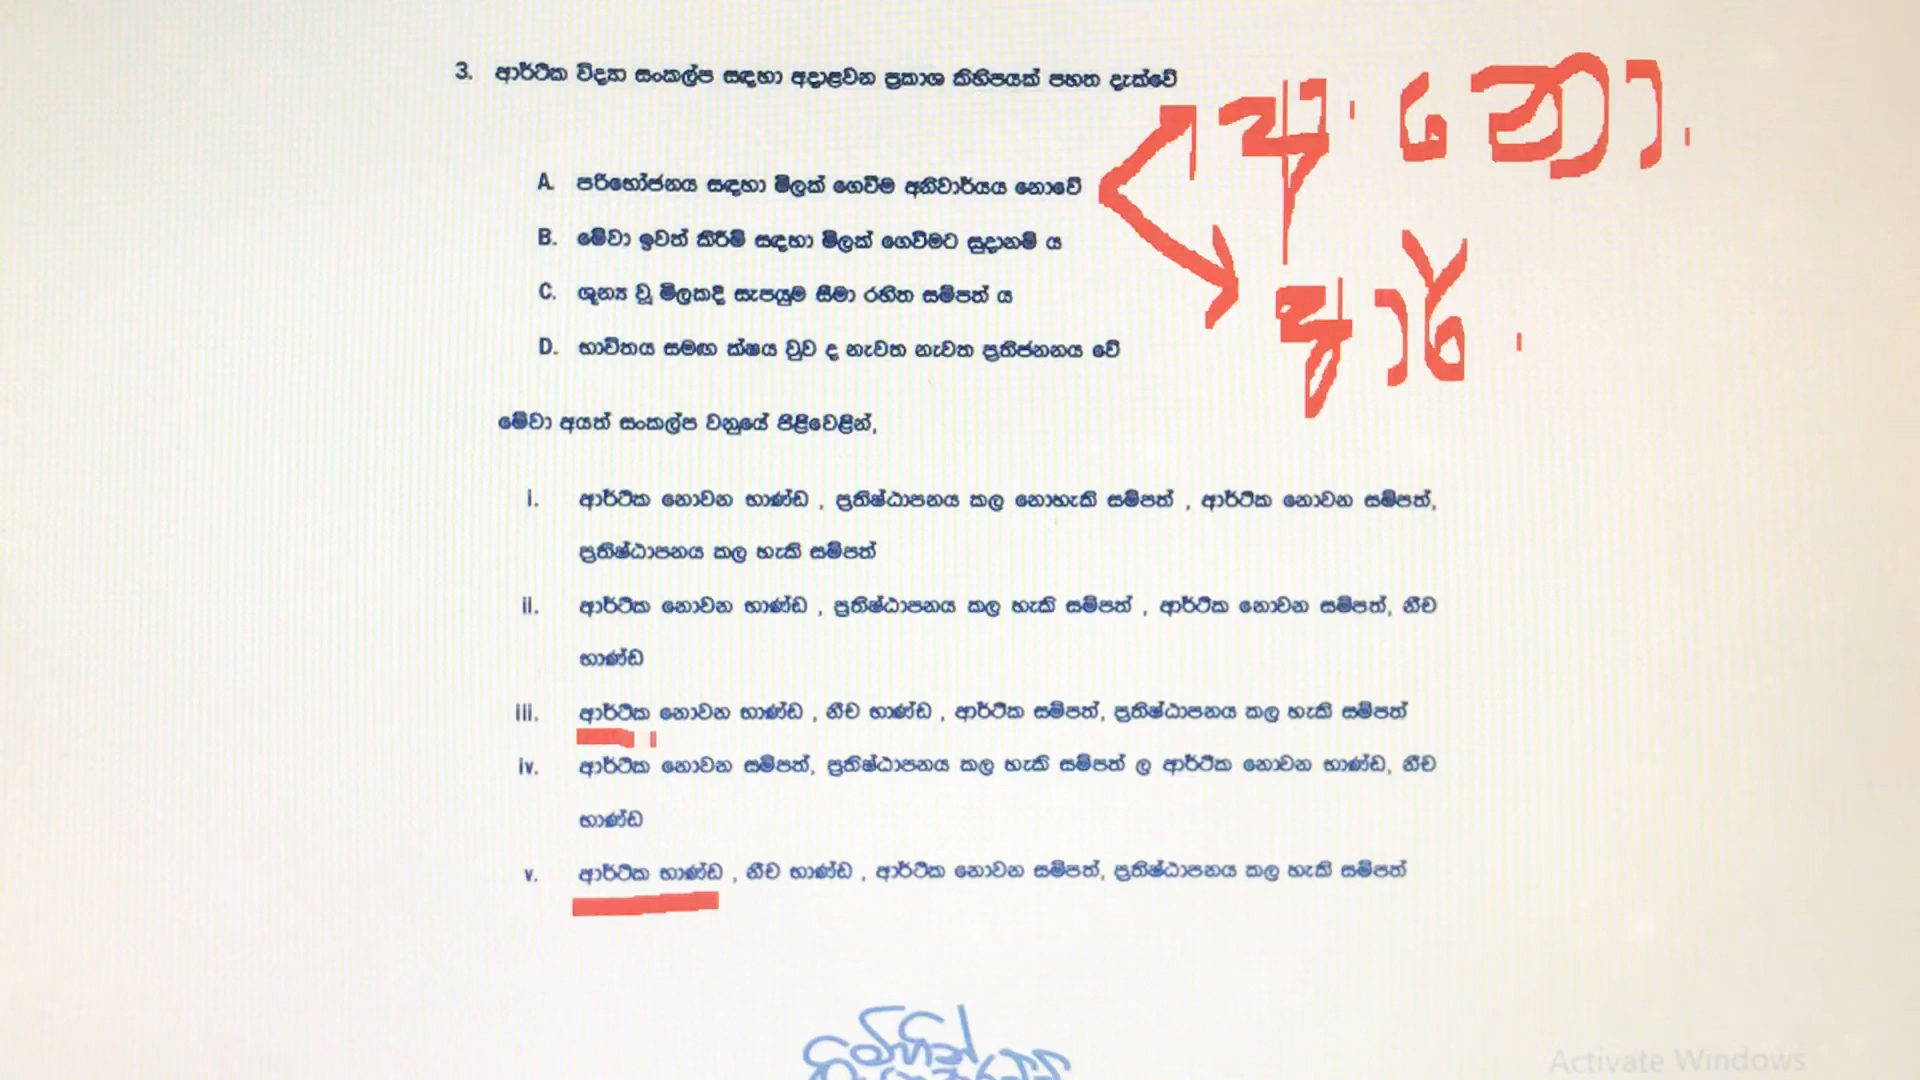 3. ආර්ථික විද්‍යා සංකල්ප සඳහා අදාළවන ප්‍රකාශ කිහිපයක් පහත දැක්වේ
ආ. නො.
A. පරිභෝජනය සඳහා මිලක් ගෙවීම අනිවාර්යය නොවේ
B. මේවා ඉවත් කිරීම් සඳහා මිලක් ගෙවීමට සුදානම් ය
C. ශුන්‍ය වූ මිලකදී සැපයුම සීමා රහිත සම්පත් ය
ආර්.
D. භාවිතය සමඟ ක්ෂය වුව ද නැවත නැවත ප්‍රතිජනනය වේ
මේවා අයත් සංකල්ප වනුයේ පිළිවෙළින්,
i. ආර්ථික නොවන භාණ්ඩ , ප්‍රතිෂ්ඨාපනය කල නොහැකි සම්පත් , ආර්ථික නොවන සම්පත්,
ප්‍රතිෂ්ඨාපනය කල හැකි සම්පත්
ii. ආර්ථික නොවන භාණ්ඩ , ප්‍රතිෂ්ඨාපනය කල හැකි සම්පත් , ආර්ථික නොවන සම්පත්, නීච
භාණ්ඩ
iii. ආර්ථික නොවන භාණ්ඩ , නීච භාණ්ඩ , ආර්ථික සම්පත්, ප්‍රතිෂ්ඨාපනය කල හැකි සම්පත්
iv. ආර්ථික නොවන සම්පත්, ප්‍රතිෂ්ඨාපනය කල හැකි සම්පත් ල ආර්ථික නොවන භාණ්ඩ, නීච
භාණ්ඩ
v. ආර්ථික භාණ්ඩ , නීච භාණ්ඩ , ආර්ථික නොවන සම්පත්, ප්‍රතිෂ්ඨාපනය කල හැකි සම්පත්
Activate Windows